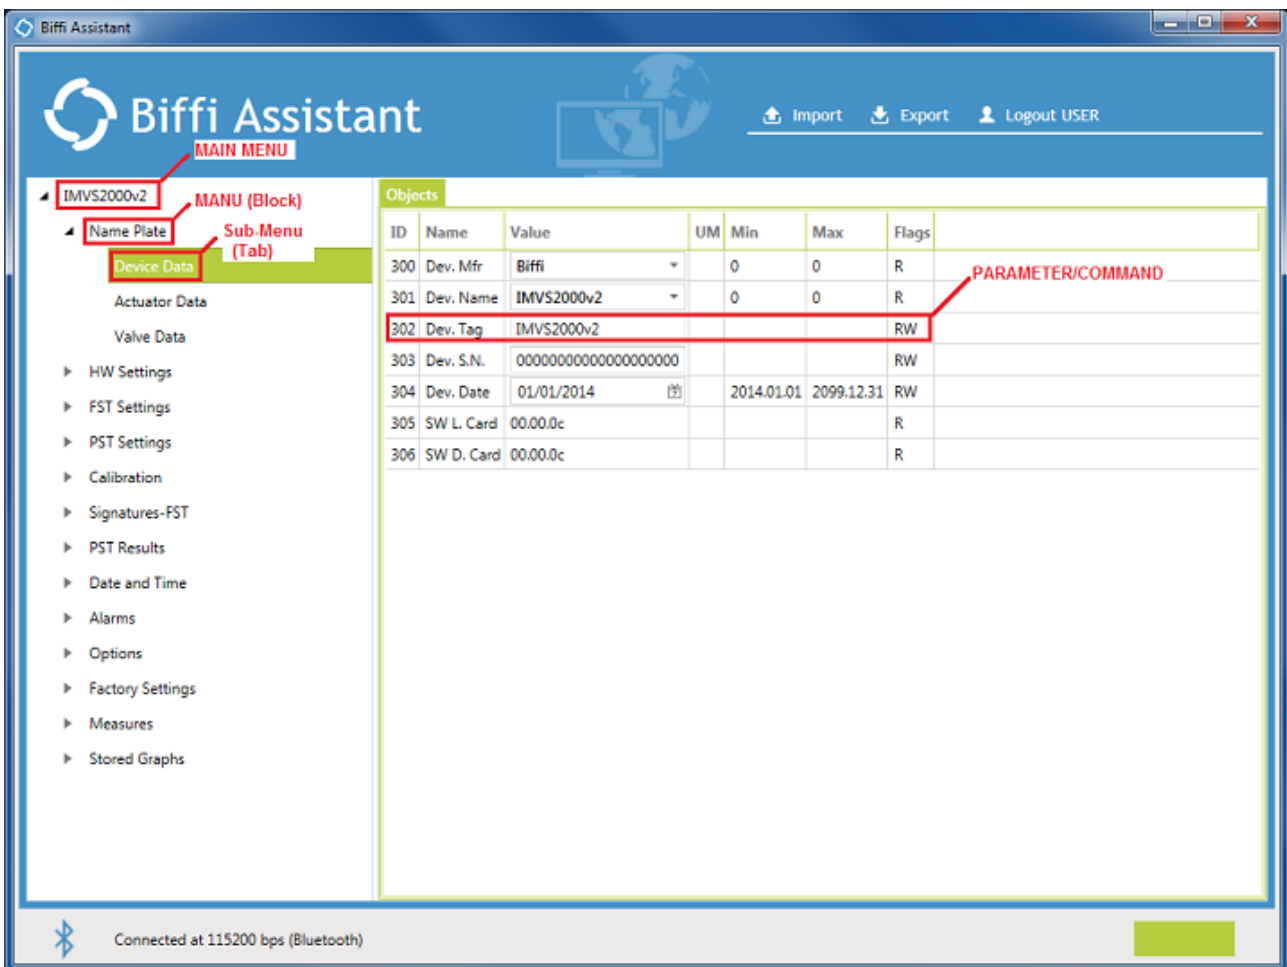 Biffi Assistant
Biffi Assistant
Import Export Logout USER
MAIN MENU
IMVS2000v2
MANU (Block)
Name Plate
Sub-Menu
(Tab)
Device Data
Actuator Data
Valve Data
HW Settings
FST Settings
PST Settings
Calibration
Signatures-FST
PST Results
Date and Time
Alarms
Options
Factory Settings
Measures
Stored Graphs
Objects
ID Name Value UM Min Max Flags
300 Dev. Mfr Biffi 0 0 R
PARAMETER/COMMAND
301 Dev. Name IMVS2000v2 0 0 R
302 Dev. Tag IMVS2000v2 RW
303 Dev. S.N. 00000000000000000000 RW
304 Dev. Date 01/01/2014 2014.01.01 2099.12.31 RW
305 SW L. Card 00.00.0c R
306 SW D. Card 00.00.0c R
Connected at 115200 bps (Bluetooth)